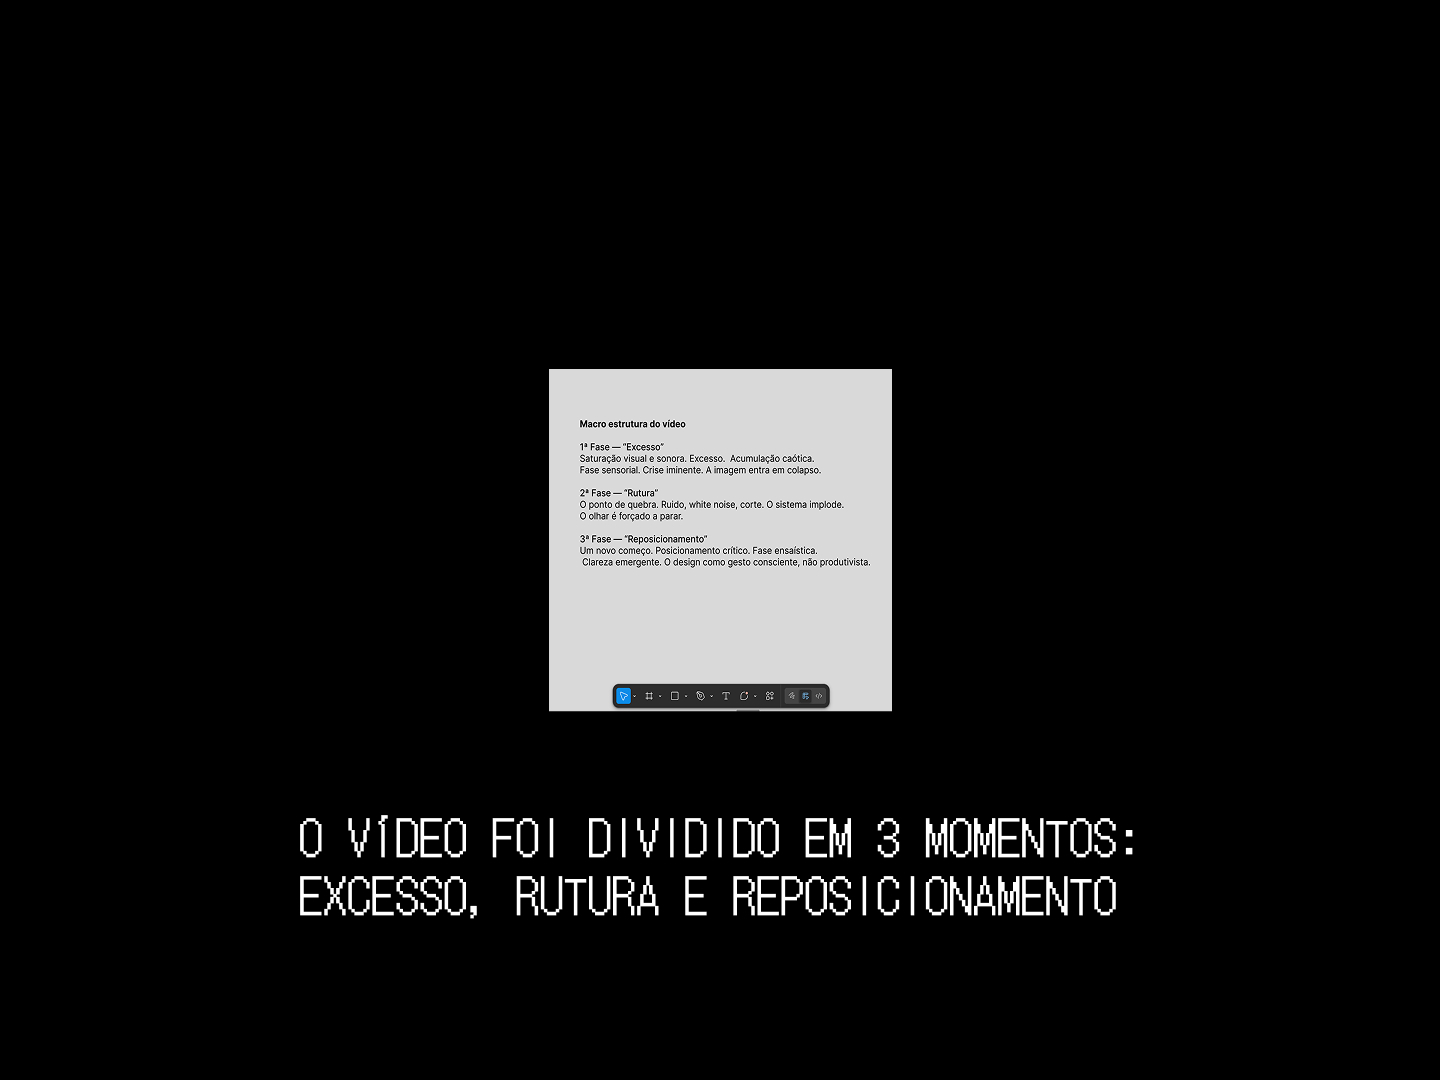 Macro estrutura do vídeo
1ª Fase — “Excesso”
Saturação visual e sonora. Excesso.  Acumulação caótica.
Fase sensorial. Crise iminente. A imagem entra em colapso.
2ª Fase — “Rutura”
O ponto de quebra. Ruido, white noise, corte. O sistema implode.
O olhar é forçado a parar.
3ª Fase — “Reposicionamento”
Um novo começo. Posicionamento crítico. Fase ensaística.
Clareza emergente. O design como gesto consciente, não produtivista.
O VÍDEO FOI DIVIDIDO EM 3 MOMENTOS:
EXCESSO, RUTURA E REPOSICIONAMENTO